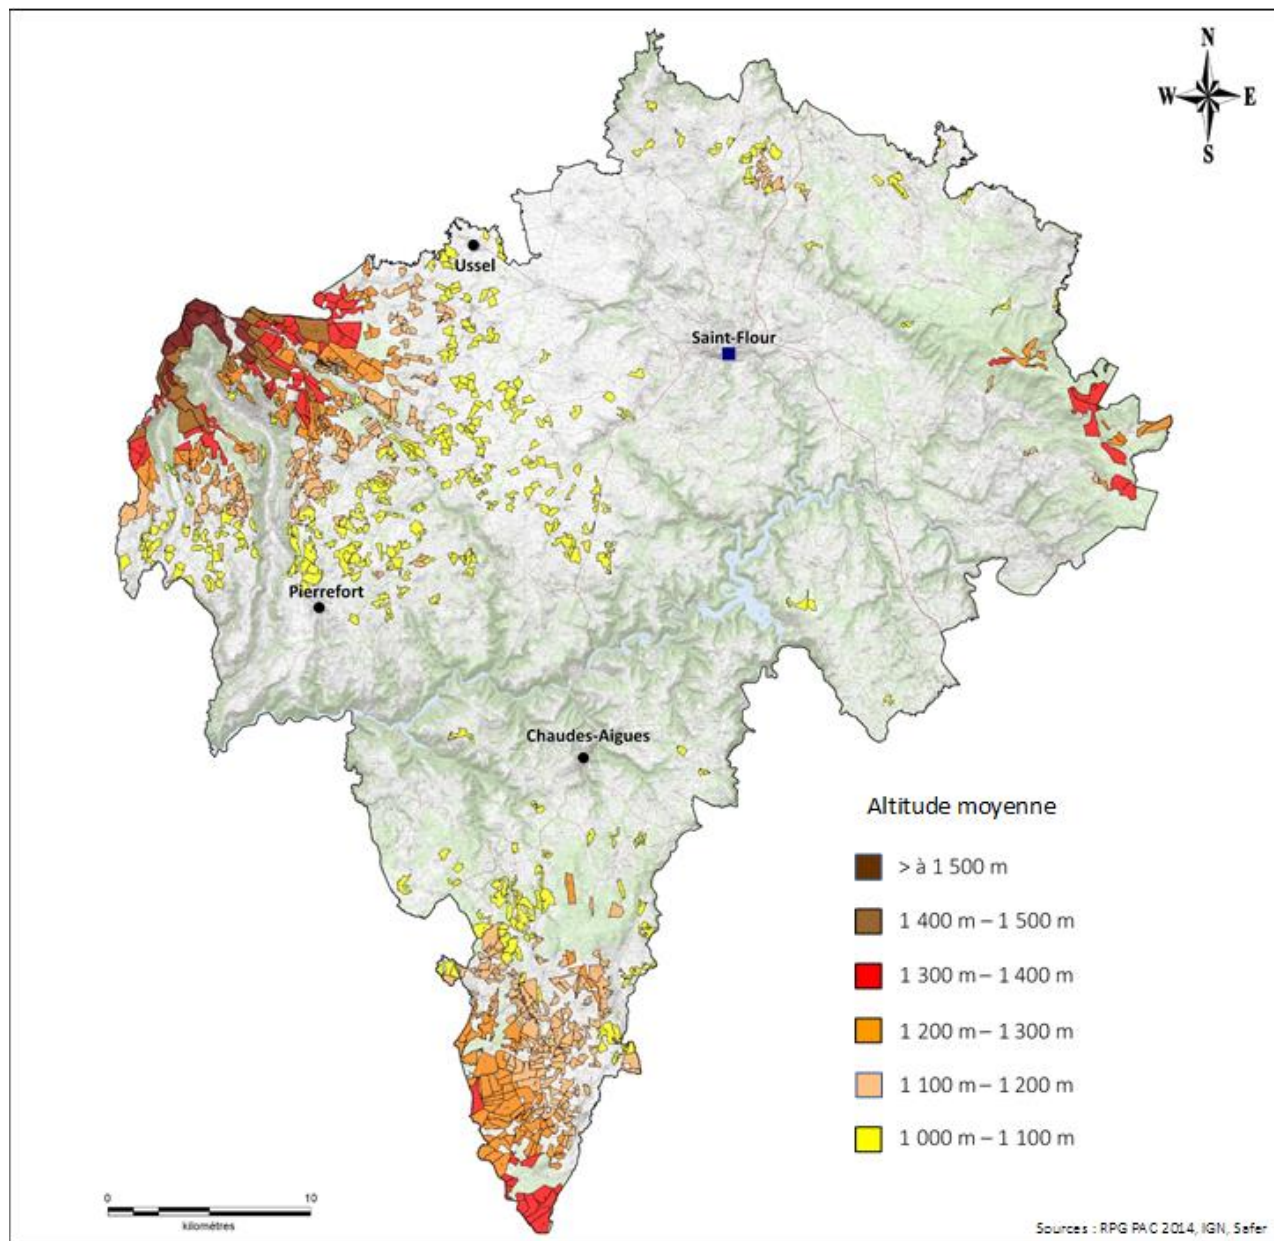 N
W E
S
Ussel
Saint-Flour
Pierrefort
Chaudes-Aigues
Altitude moyenne
> à 1 500 m
1 400 m – 1 500 m
1 300 m – 1 400 m
1 200 m – 1 300 m
1 100 m – 1 200 m
1 000 m – 1 100 m
0 10
kilomètres
Sources : RPG PAC 2014, IGN, Safer